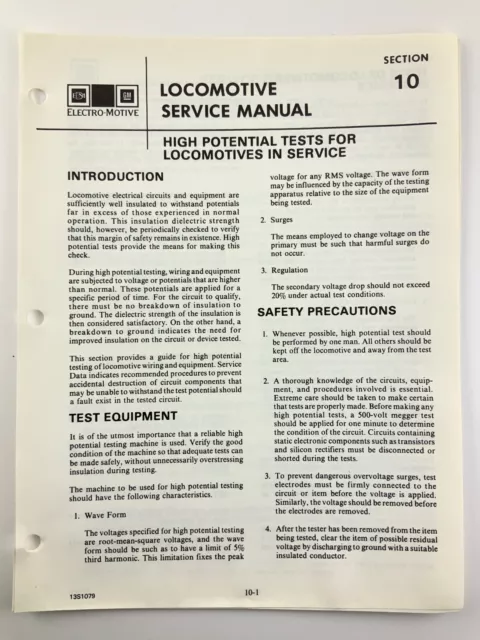 SECTION
10
GM
ELECTRO-MOTIVE
LOCOMOTIVE
SERVICE MANUAL
HIGH POTENTIAL TESTS FOR
LOCOMOTIVES IN SERVICE
INTRODUCTION
Locomotive electrical circuits and equipment are
sufficiently well insulated to withstand potentials
far in excess of those experienced in normal
operation. This insulation dielectric strength
should, however, be periodically checked to verify
that this margin of safety remains in existence. High
potential tests provide the means for making this
check.
During high potential testing, wiring and equipment
are subjected to voltage or potentials that are higher
than normal. These potentials are applied for a
specific period of time. For the circuit to qualify,
there must be no breakdown of insulation to
ground. The dielectric strength of the insulation is
then considered satisfactory. On the other hand, a
breakdown to ground indicates the need for
improved insulation on the circuit or device tested.
This section provides a guide for high potential
testing of locomotive wiring and equipment. Service
Data indicates recommended procedures to prevent
accidental destruction of circuit components that
may be unable to withstand the test potential should
a fault exist in the tested circuit.
TEST EQUIPMENT
It is of the utmost importance that a reliable high
potential testing machine is used. Verify the good
condition of the machine so that adequate tests can
be made safely, without unnecessarily overstressing
insulation during testing.
The machine to be used for high potential testing
should have the following characteristics.
1. Wave Form
The voltages specified for high potential testing
are root-mean-square voltages, and the wave
form should be such as to have a limit of 5%
third harmonic. This limitation fixes the peak
voltage for any RMS voltage. The wave form
may be influenced by the capacity of the testing
apparatus relative to the size of the equipment
being tested.
2. Surges
The means employed to change voltage on the
primary must be such that harmful surges do
not occur.
3. Regulation
The secondary voltage drop should not exceed
20% under actual test conditions.
SAFETY PRECAUTIONS
1. Whenever possible, high potential test should
be performed by one man. All others should be
kept off the locomotive and away from the test
area.
2. A thorough knowledge of the circuits, equip-
ment, and procedures involved is essential.
Extreme care should be taken to make certain
that tests are properly made. Before making any
high potential tests, a 500-volt megger test
should be applied for one minute to determine
the condition of the circuit. Circuits containing
static electronic components such as transistors
and silicon rectifiers must be disconnected or
shorted during the tests.
3. To prevent dangerous overvoltage surges, test
electrodes must be firmly connected to the
circuit or item before the voltage is applied.
Similarly, the voltage should be removed before
the electrodes are removed.
4. After the tester has been removed from the item
being tested, clear the item of possible residual
voltage by discharging to ground with a suitable
insulated conductor.
13S1079
10-1